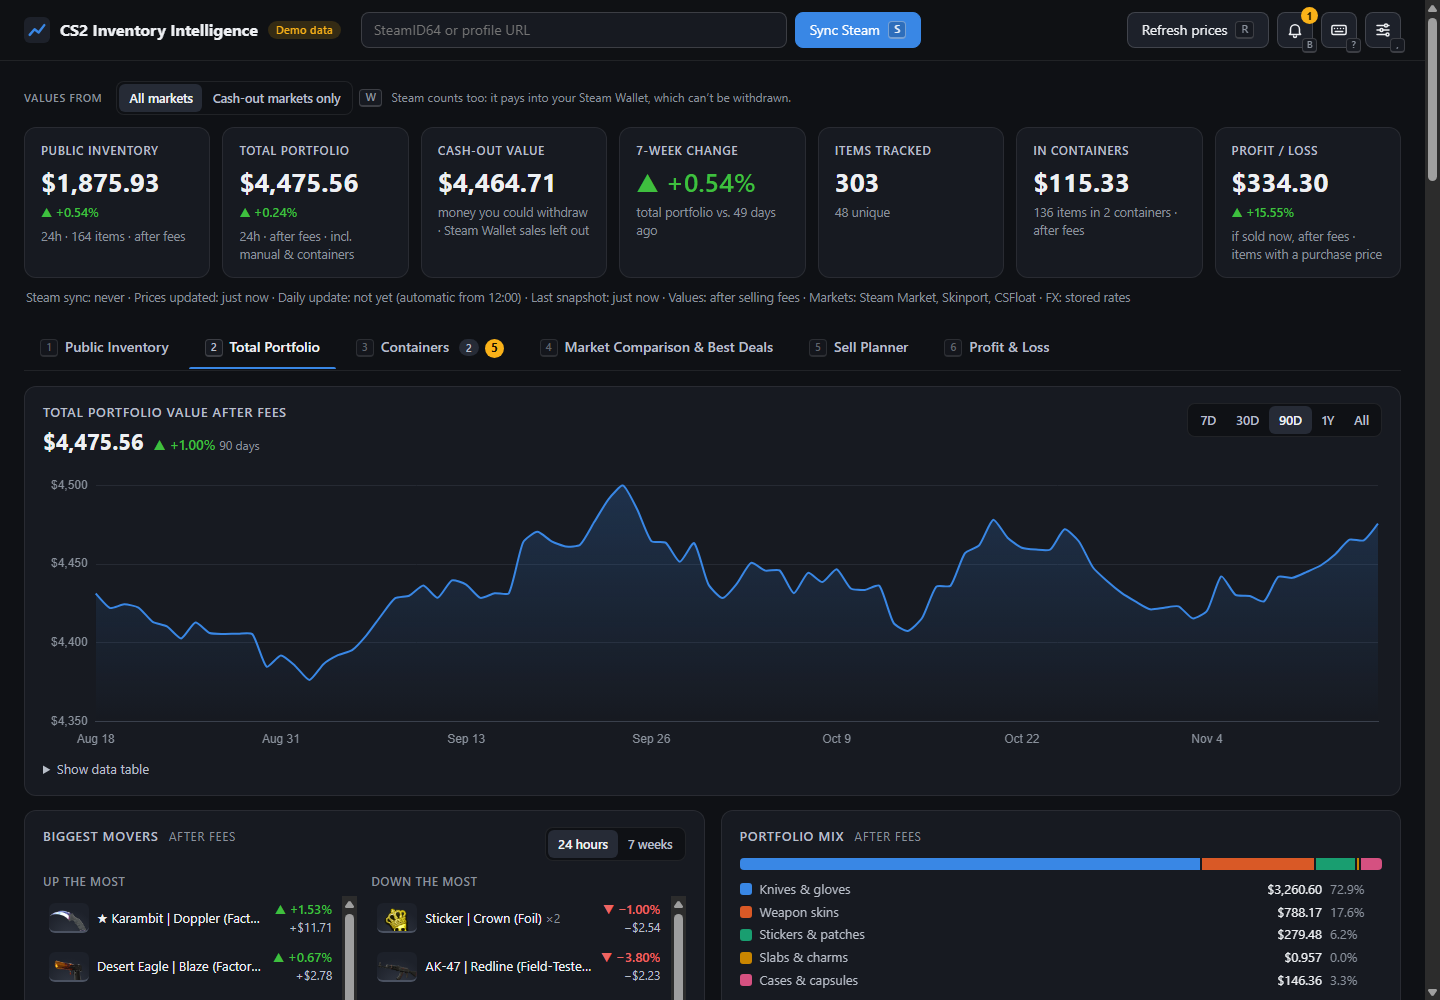 CS2 Inventory Intelligence
Demo data
SteamID64 or profile URL
Sync Steam S
Refresh prices R
1
B
?
,
VALUES FROM
All markets
Cash-out markets only
W
Steam counts too: it pays into your Steam Wallet, which can't be withdrawn.
PUBLIC INVENTORY
$1,875.93
▲ +0.54%
24h · 164 items · after fees
TOTAL PORTFOLIO
$4,475.56
▲ +0.24%
24h · after fees · incl.
manual & containers
CASH-OUT VALUE
$4,464.71
money you could withdraw
· Steam Wallet sales left out
7-WEEK CHANGE
▲ +0.54%
total portfolio vs. 49 days
ago
ITEMS TRACKED
303
48 unique
IN CONTAINERS
$115.33
136 items in 2 containers ·
after fees
PROFIT / LOSS
$334.30
▲ +15.55%
if sold now, after fees ·
items with a purchase price
Steam sync: never · Prices updated: just now · Daily update: not yet (automatic from 12:00) · Last snapshot: just now · Values: after selling fees · Markets: Steam Market, Skinport, CSFloat · FX: stored rates
1 Public Inventory
2 Total Portfolio
3 Containers 2 5
4 Market Comparison & Best Deals
5 Sell Planner
6 Profit & Loss
TOTAL PORTFOLIO VALUE AFTER FEES
$4,475.56 ▲ +1.00% 90 days
7D 30D 90D 1Y All
$4,500
$4,450
$4,400
$4,350
Aug 18 Aug 31 Sep 13 Sep 26 Oct 9 Oct 22 Nov 4
▶ Show data table
BIGGEST MOVERS AFTER FEES
24 hours 7 weeks
UP THE MOST
★ Karambit | Doppler (Fact... ▲ +1.53%
+$11.71
Desert Eagle | Blaze (Factor... ▲ +0.67%
+$2.78
DOWN THE MOST
Sticker | Crown (Foil) ×2 ▼ −1.00%
−$2.54
AK-47 | Redline (Field-Teste... ▼ −3.80%
−$2.23
PORTFOLIO MIX AFTER FEES
Knives & gloves $3,260.60 72.9%
Weapon skins $788.17 17.6%
Stickers & patches $279.48 6.2%
Slabs & charms $0.957 0.0%
Cases & capsules $146.36 3.3%